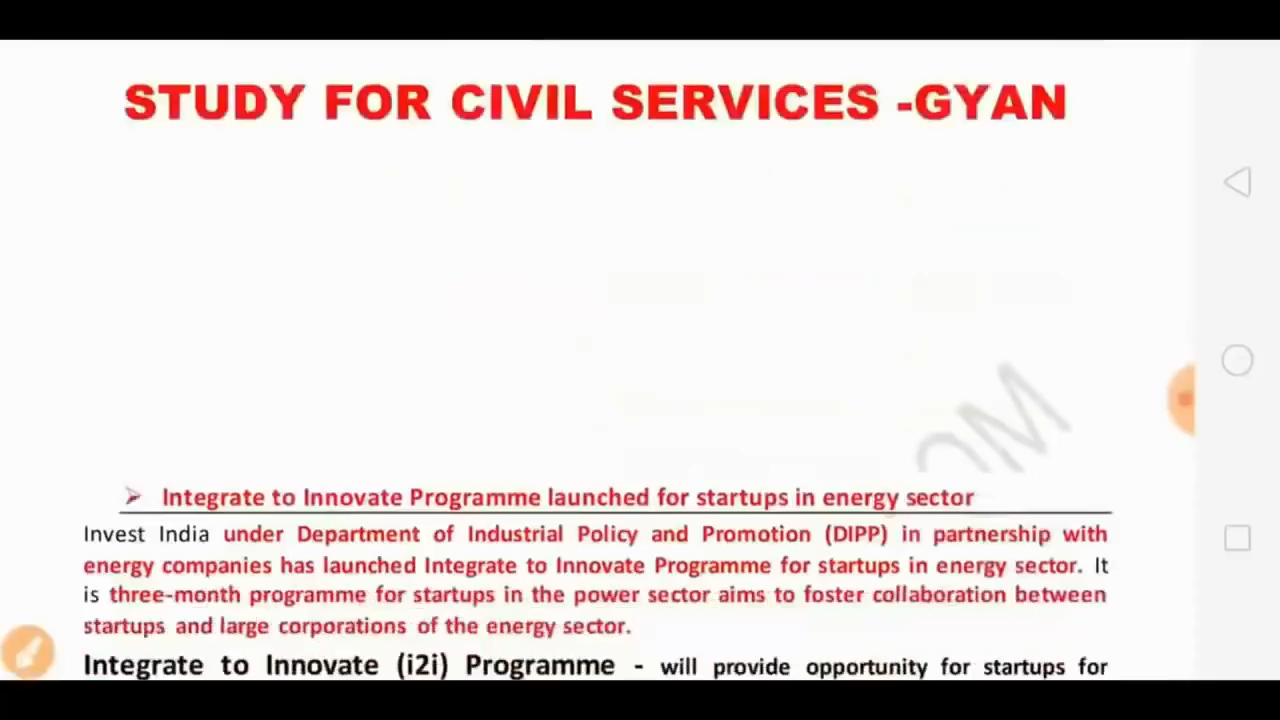 STUDY FOR CIVIL SERVICES -GYAN
OM
➤ Integrate to Innovate Programme launched for startups in energy sector
Invest India under Department of Industrial Policy and Promotion (DIPP) in partnership with
energy companies has launched Integrate to Innovate Programme for startups in energy sector. It
is three-month programme for startups in the power sector aims to foster collaboration between
startups and large corporations of the energy sector.
Integrate to Innovate (i2i) Programme - will provide opportunity for startups for